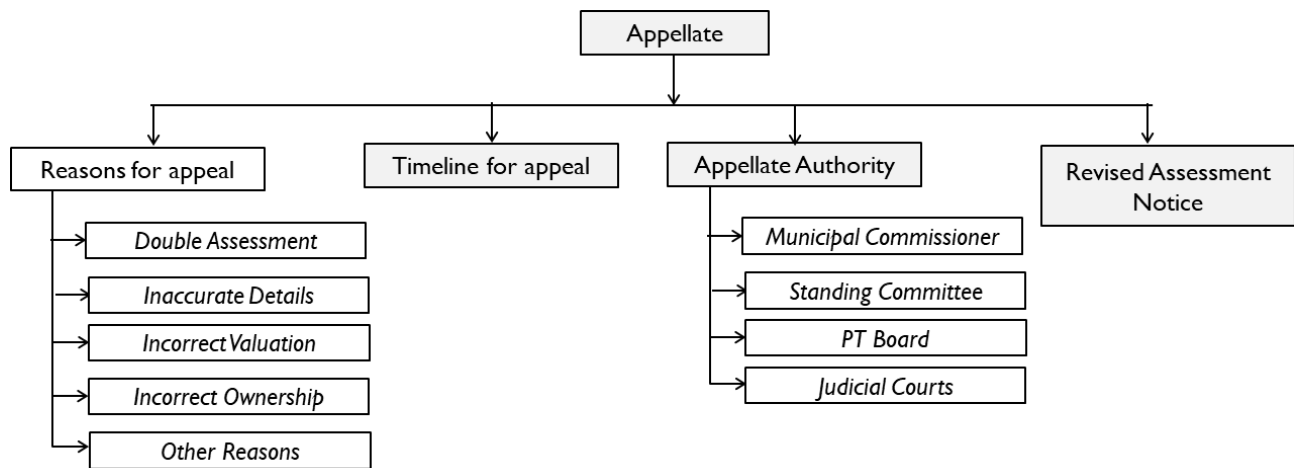 Appellate
Reasons for appeal
Double Assessment
Inaccurate Details
Incorrect Valuation
Incorrect Ownership
Other Reasons
Timeline for appeal
Appellate Authority
Municipal Commissioner
Standing Committee
PT Board
Judicial Courts
Revised Assessment
Notice